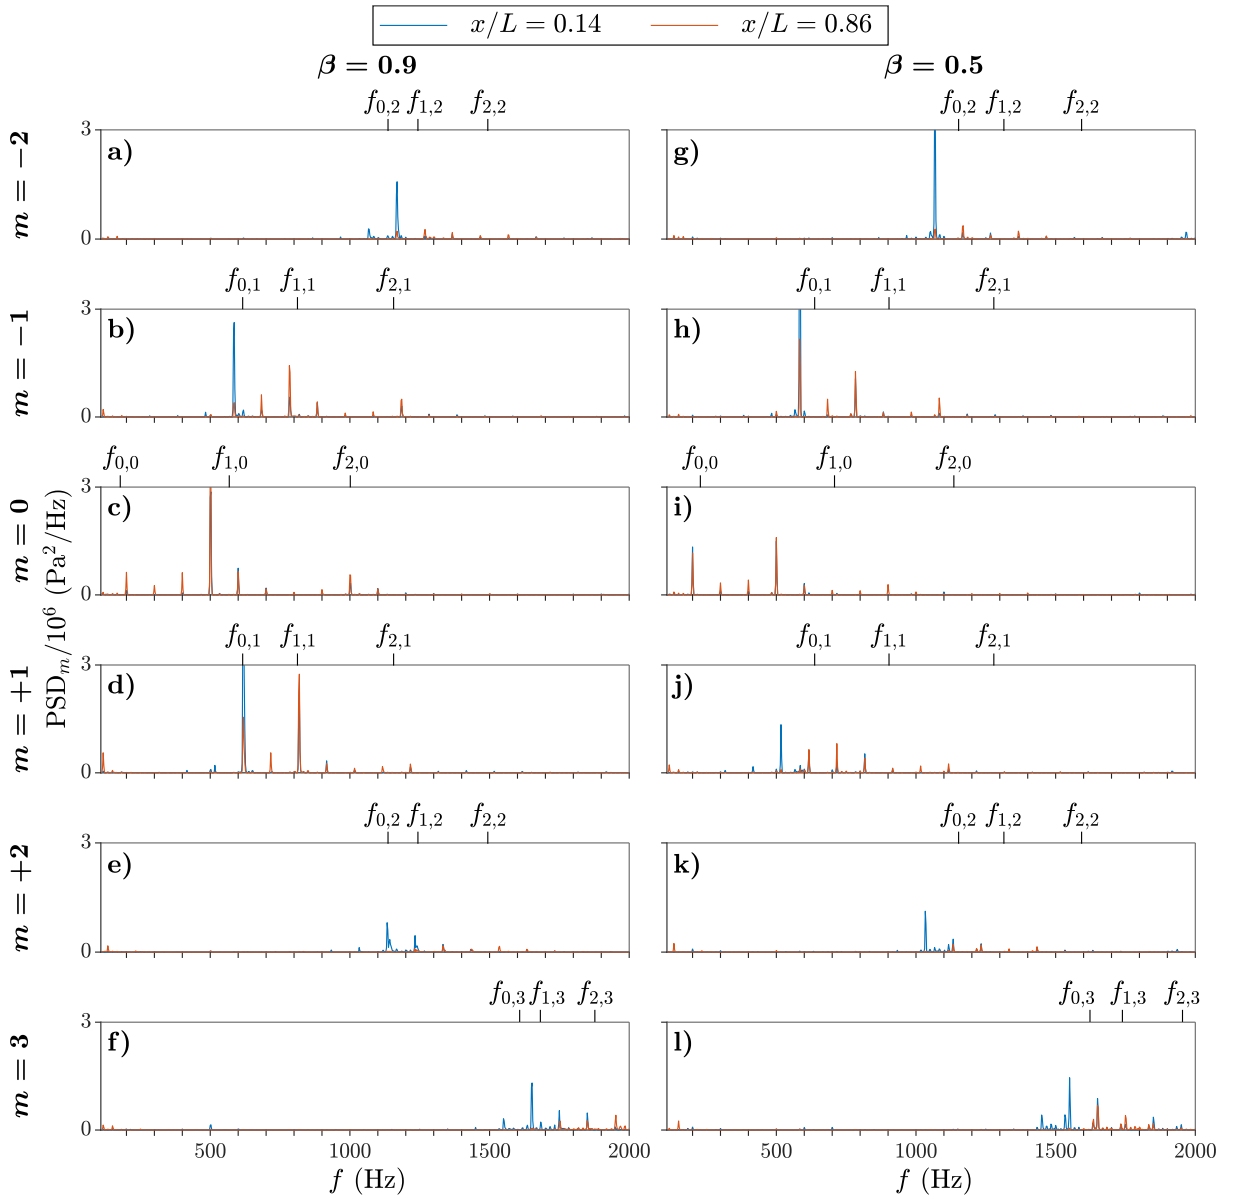 x/L = 0.14 x/L = 0.86
β = 0.9 β = 0.5
f0,2 f1,2 f2,2 f0,2 f1,2 f2,2
m = −2
3
a) g)
0
f0,1 f1,1 f2,1 f0,1 f1,1 f2,1
m = −1
3
b) h)
0
f0,0 f1,0 f2,0 f0,0 f1,0 f2,0
m = 0
3
c) i)
0
PSDm/10⁶ (Pa²/Hz)
f0,1 f1,1 f2,1 f0,1 f1,1 f2,1
m = +1
3
d) j)
0
f0,2 f1,2 f2,2 f0,2 f1,2 f2,2
m = +2
3
e) k)
0
f0,3 f1,3 f2,3 f0,3 f1,3 f2,3
m = 3
3
f) l)
0
500 1000 1500 2000 500 1000 1500 2000
f (Hz) f (Hz)